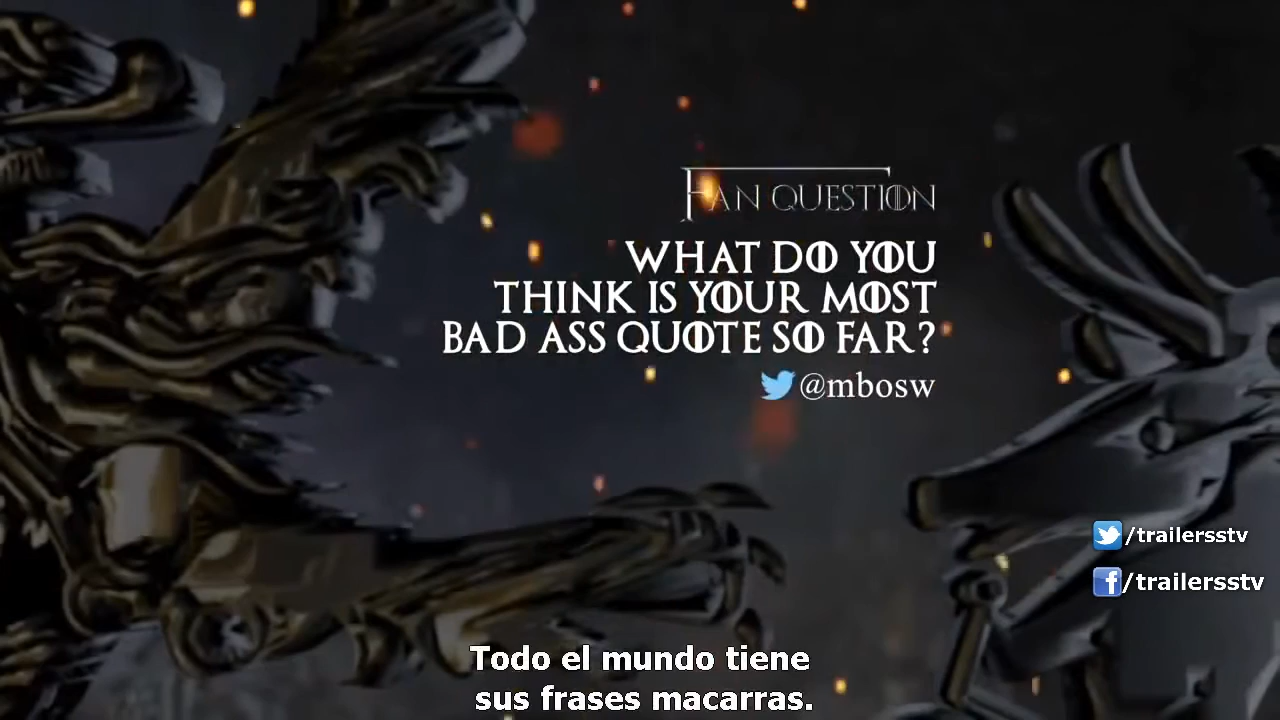 FAN QUESTION
WHAT DO YOU
THINK IS YOUR MOST
BAD ASS QUOTE SO FAR?
@mbosw
/trailersstv
/trailersstv
Todo el mundo tiene
sus frases macarras.